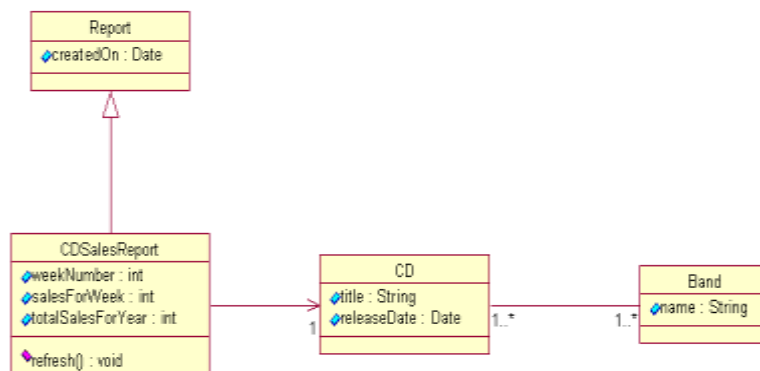 Report
createdOn : Date
CDSalesReport
weekNumber : int
salesForWeek : int
totalSalesForYear : int
refresh() : void
1
CD
title : String
releaseDate : Date
1..*
1..*
Band
name : String